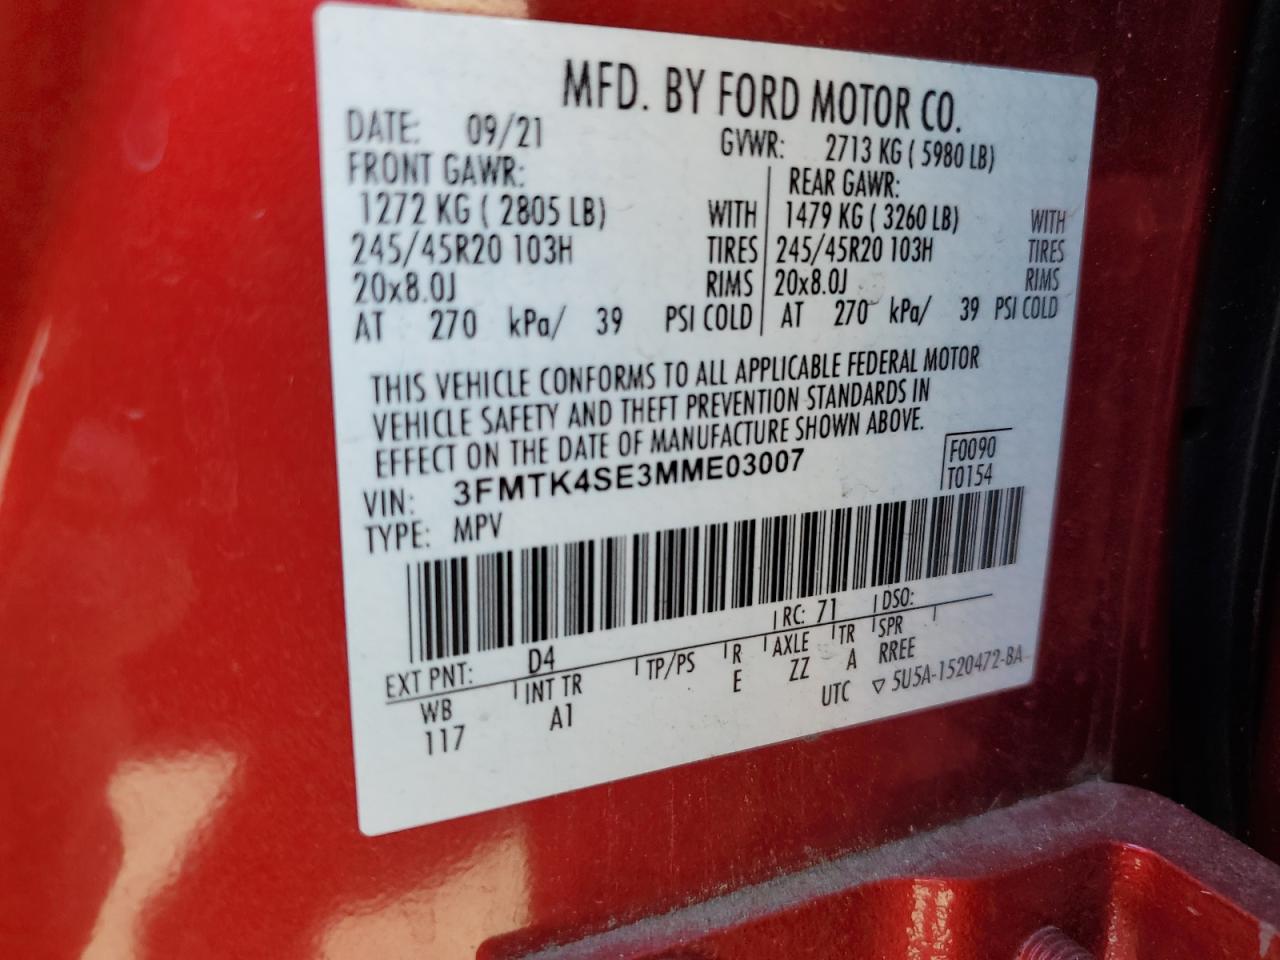 MFD. BY FORD MOTOR CO.
DATE: 09/21 GVWR: 2713 KG ( 5980 LB)
FRONT GAWR: REAR GAWR:
1272 KG ( 2805 LB) WITH 1479 KG ( 3260 LB) WITH
245/45R20 103H TIRES 245/45R20 103H TIRES
20x8.0J RIMS 20x8.0J RIMS
AT 270 kPa/ 39 PSI COLD AT 270 kPa/ 39 PSI COLD
THIS VEHICLE CONFORMS TO ALL APPLICABLE FEDERAL MOTOR
VEHICLE SAFETY AND THEFT PREVENTION STANDARDS IN
EFFECT ON THE DATE OF MANUFACTURE SHOWN ABOVE.
VIN: 3FMTK4SE3MME03007 F0090
TYPE: MPV T0154
EXT PNT: D4 RC: 71 DSO:
WB INT TR TP/PS R AXLE TR SPR
117 A1 E ZZ A RREE
UTC ▽ 5U5A-1520472-BA